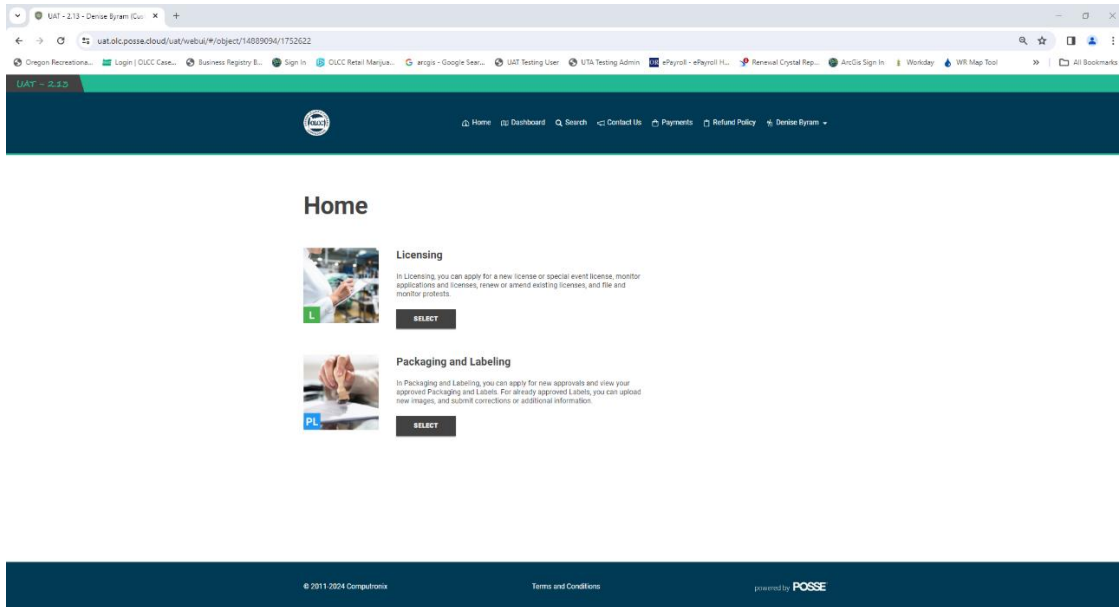 UAT - 2.13 - Denise Byram (Cus
uat.olc.posse.cloud/uat/webui/#/object/14889094/1752622
Oregon Recreationa... Login | OLCC Case... Business Registry B... Sign In OLCC Retail Marijua... arcgis - Google Sear... UAT Testing User UTA Testing Admin ePayroll - ePayroll H... Renewal Crystal Rep... ArcGis Sign In Workday WR Map Tool » All Bookmarks
UAT - 2.13
Home Dashboard Search Contact Us Payments Refund Policy Denise Byram
Home
Licensing
In Licensing, you can apply for a new license or special event license, monitor
applications and licenses, renew or amend existing licenses, and file and
monitor protests.
L
SELECT
Packaging and Labeling
In Packaging and Labeling, you can apply for new approvals and view your
approved Packaging and Labels. For already approved Labels, you can upload
new images, and submit corrections or additional information.
PL
SELECT
© 2011-2024 Computronix Terms and Conditions powered by POSSE